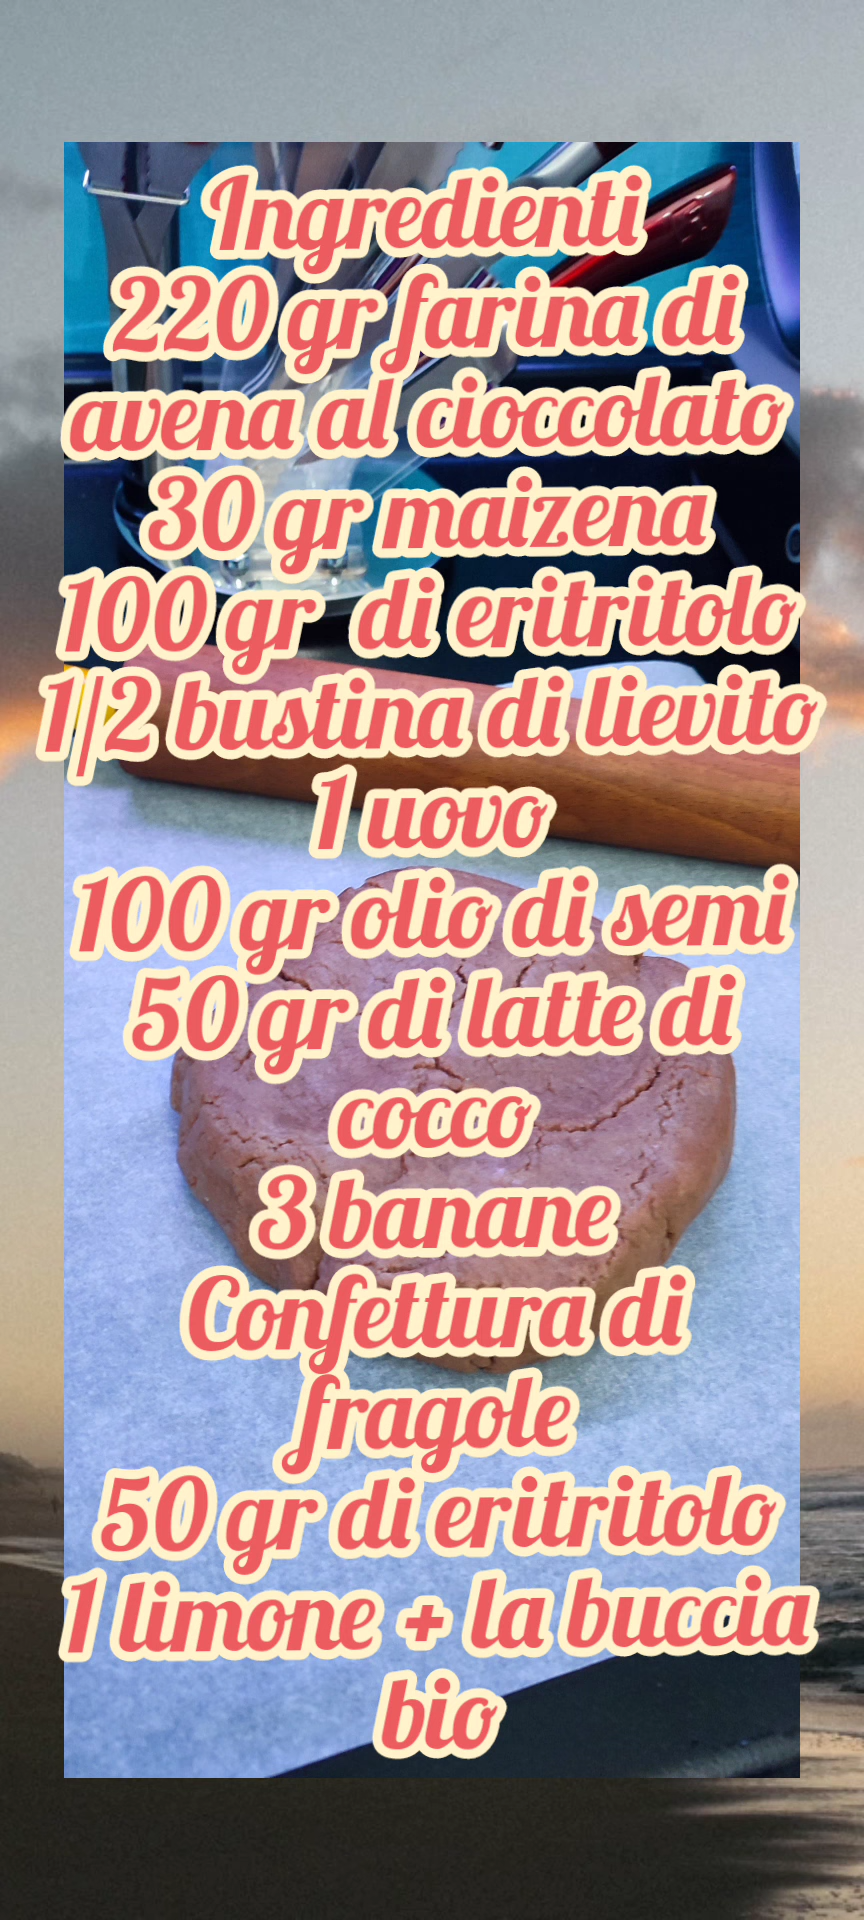 Ingredienti
220 gr farina di
avena al cioccolato
30 gr maizena
100 gr di eritritolo
1/2 bustina di lievito
1 uovo
100 gr olio di semi
50 gr di latte di
cocco
3 banane
Confettura di
fragole
50 gr di eritritolo
1 limone + la buccia
bio